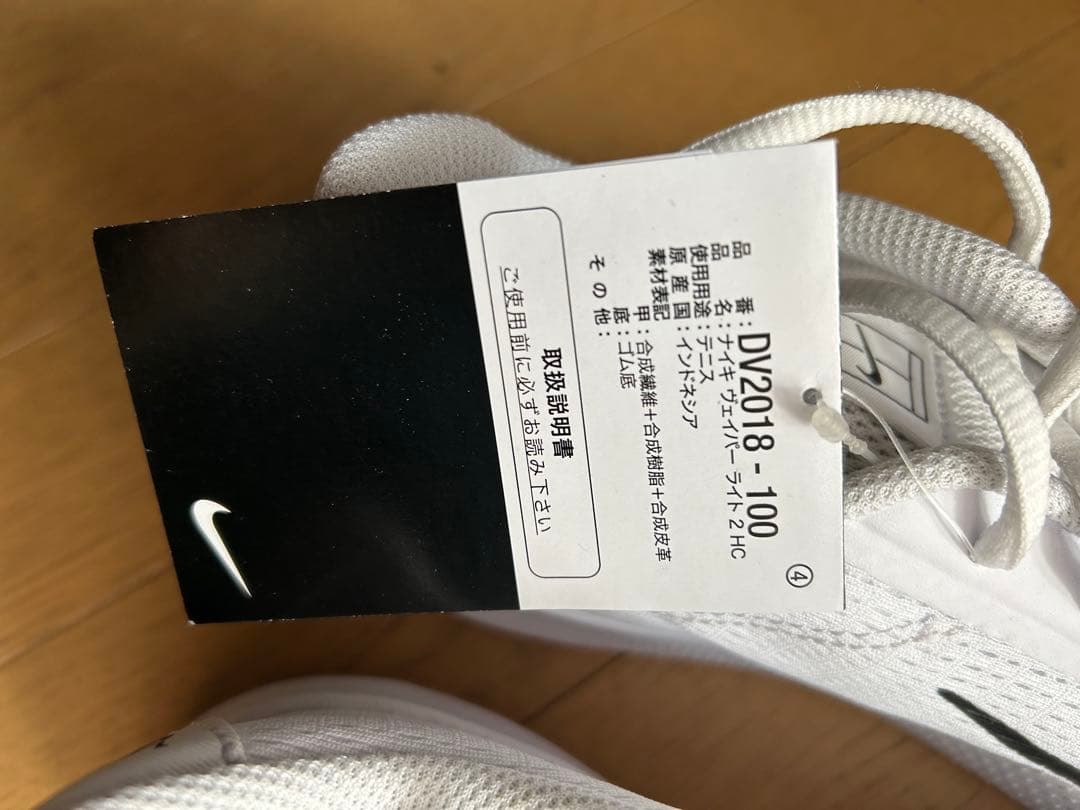 ④
品番：DV2018 - 100
品名：ナイキ ヴェイパー ライト 2 HC
使用用途：テニス
原産国：インドネシア
素材表記 甲：合成繊維＋合成樹脂＋合成皮革
底：ゴム底
その他：
取扱説明書
ご使用前に必ずお読み下さい